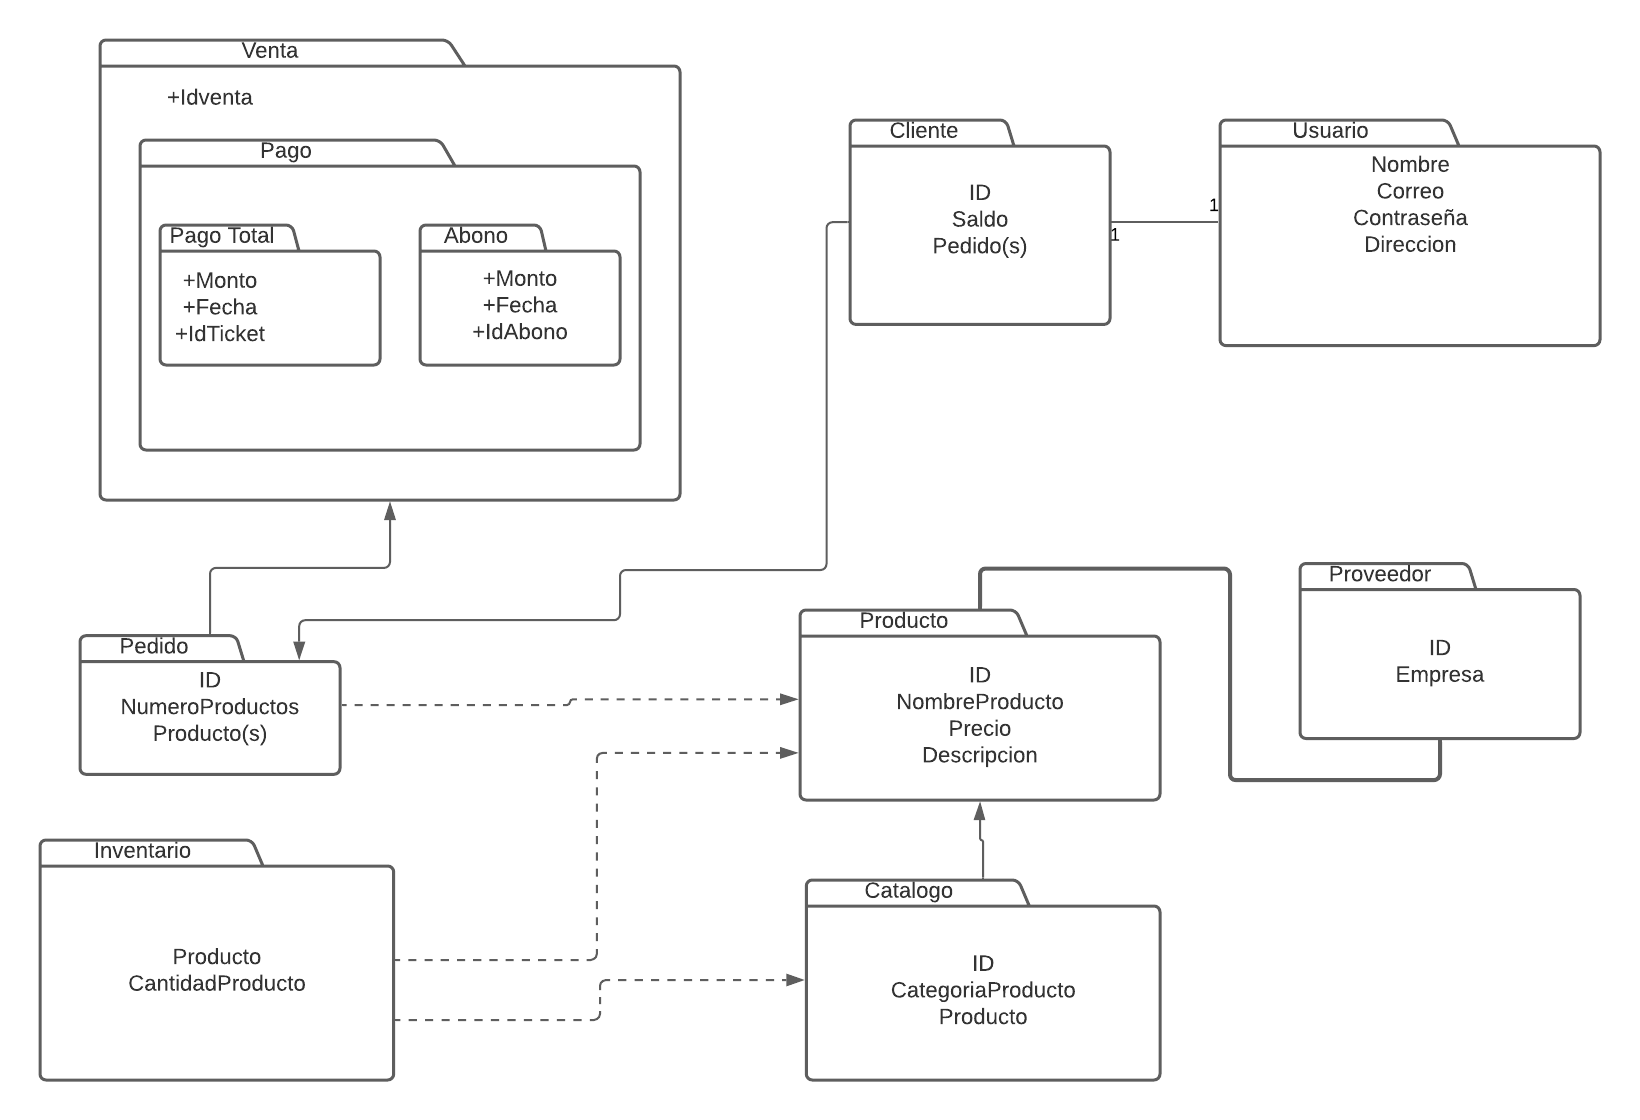 Venta
+Idventa
Pago
Pago Total
+Monto
+Fecha
+IdTicket
Abono
+Monto
+Fecha
+IdAbono
Cliente
ID
Saldo
Pedido(s)
1
1
Usuario
Nombre
Correo
Contraseña
Direccion
Pedido
ID
NumeroProductos
Producto(s)
Producto
ID
NombreProducto
Precio
Descripcion
Proveedor
ID
Empresa
Inventario
Producto
CantidadProducto
Catalogo
ID
CategoriaProducto
Producto